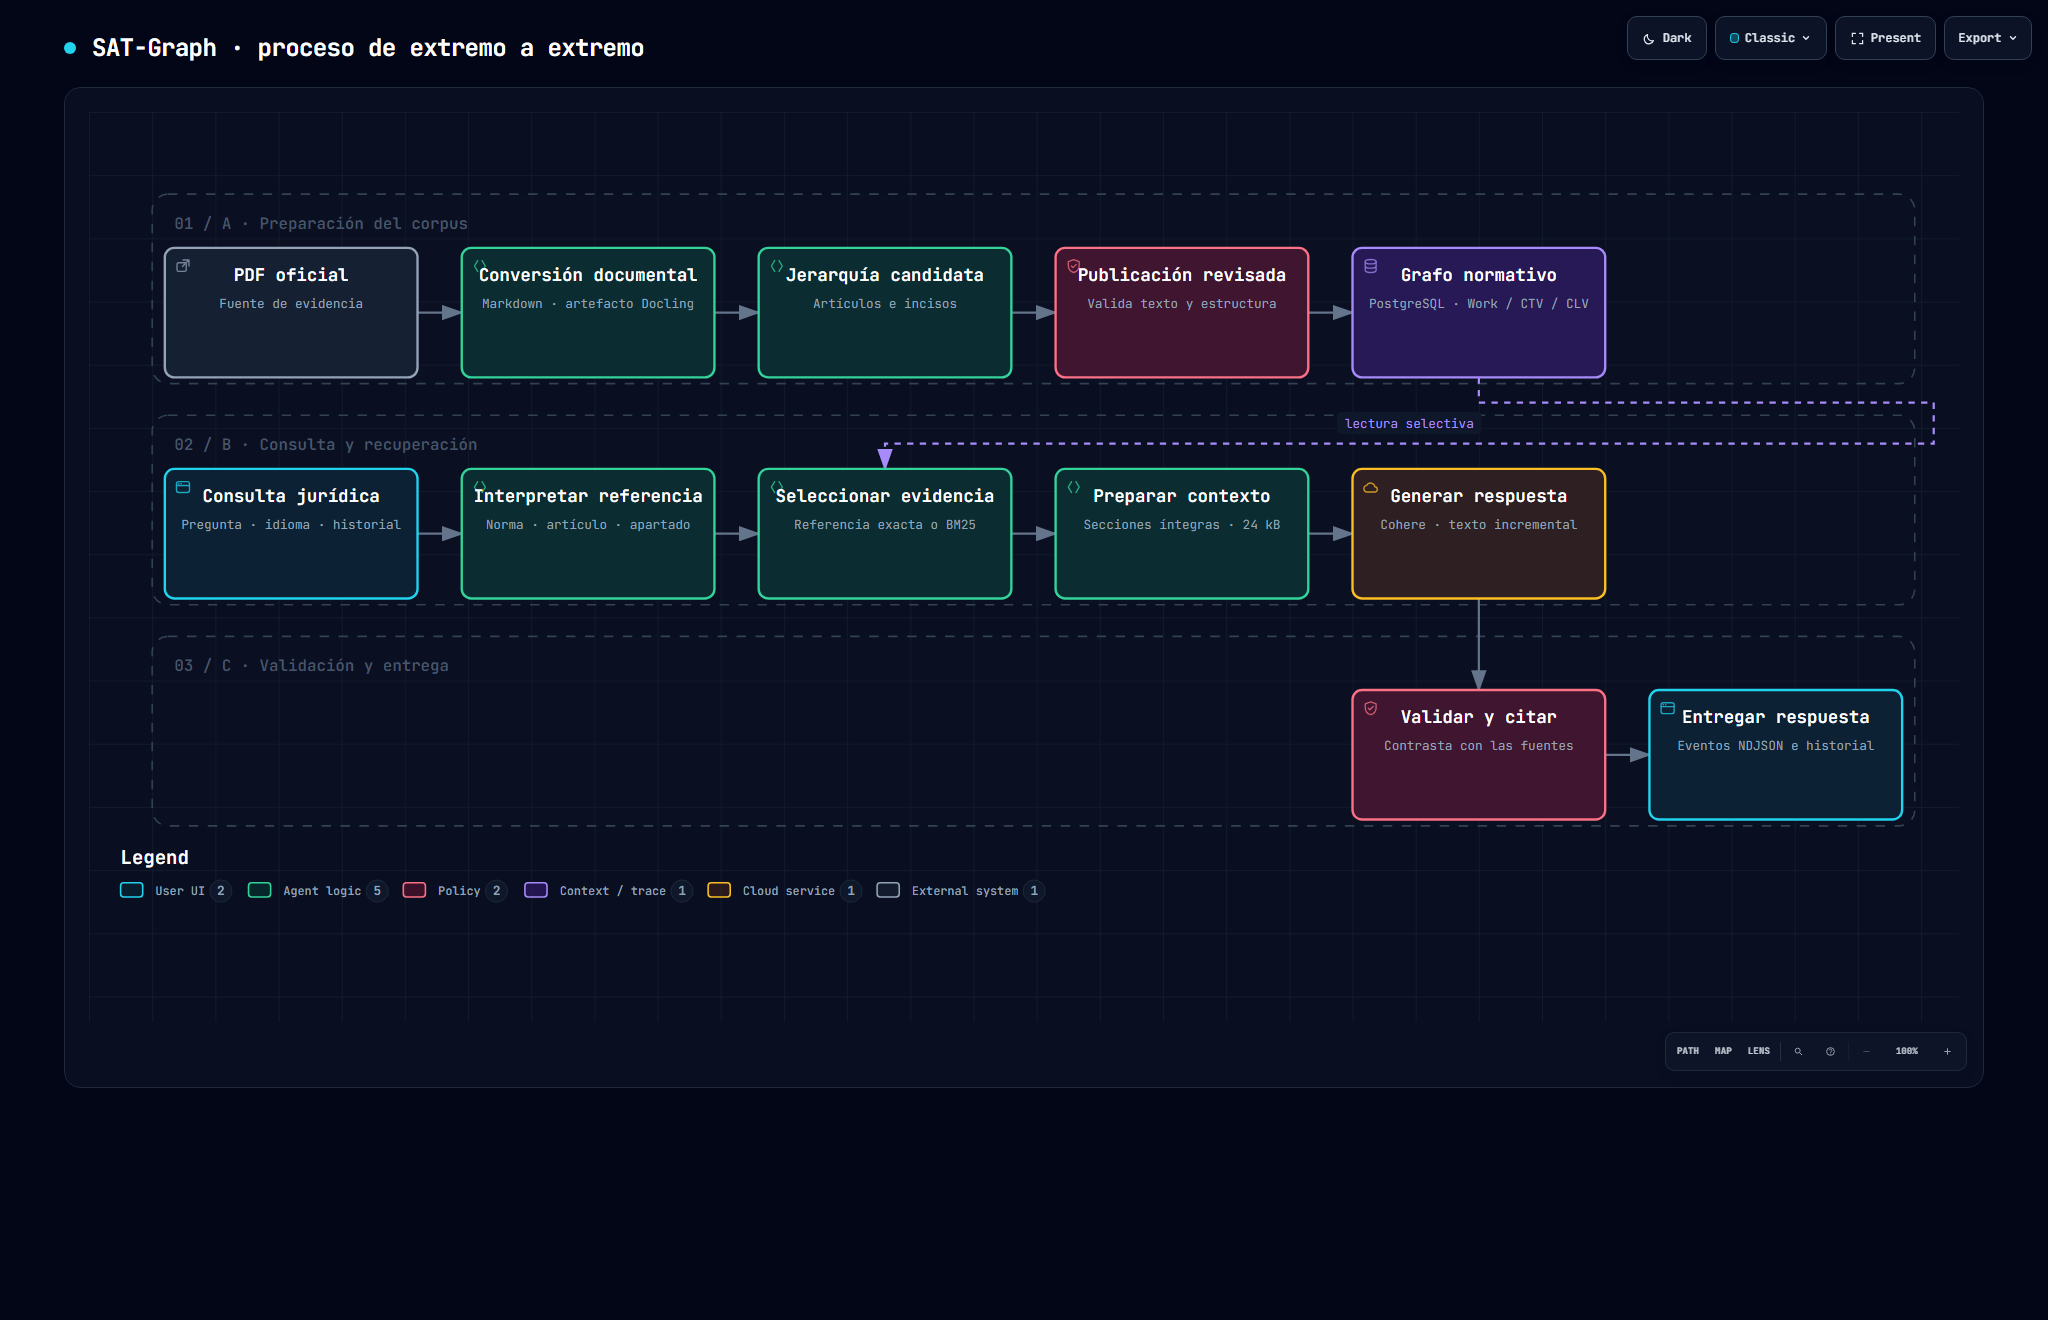 SAT-Graph · proceso de extremo a extremo
Dark
Classic
Present
Export
01 / A · Preparación del corpus
PDF oficial
Fuente de evidencia
Conversión documental
Markdown · artefacto Docling
Jerarquía candidata
Artículos e incisos
Publicación revisada
Valida texto y estructura
Grafo normativo
PostgreSQL · Work / CTV / CLV
lectura selectiva
02 / B · Consulta y recuperación
Consulta jurídica
Pregunta · idioma · historial
Interpretar referencia
Norma · artículo · apartado
Seleccionar evidencia
Referencia exacta o BM25
Preparar contexto
Secciones íntegras · 24 kB
Generar respuesta
Cohere · texto incremental
03 / C · Validación y entrega
Validar y citar
Contrasta con las fuentes
Entregar respuesta
Eventos NDJSON e historial
Legend
User UI 2
Agent logic 5
Policy 2
Context / trace 1
Cloud service 1
External system 1
PATH MAP LENS − 100% +